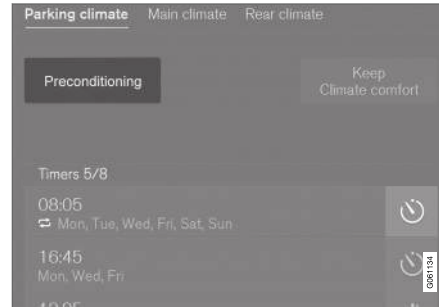 Parking climate Main climate Rear climate
Preconditioning
Keep
Climate comfort
Timers 5/8
08:05
Mon, Tue, Wed, Fri, Sat, Sun
16:45
Mon, Wed, Fri
G061134